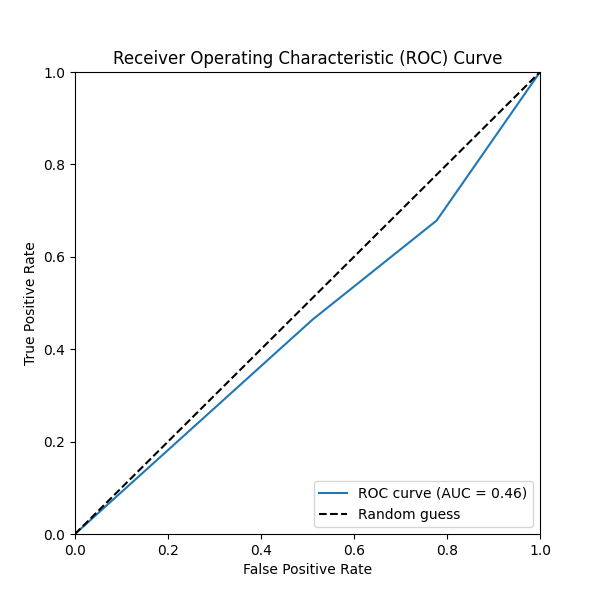 Receiver Operating Characteristic (ROC) Curve
1.0
0.8
0.6
0.4
0.2
0.0
True Positive Rate
ROC curve (AUC = 0.46)
Random guess
0.0 0.2 0.4 0.6 0.8 1.0
False Positive Rate